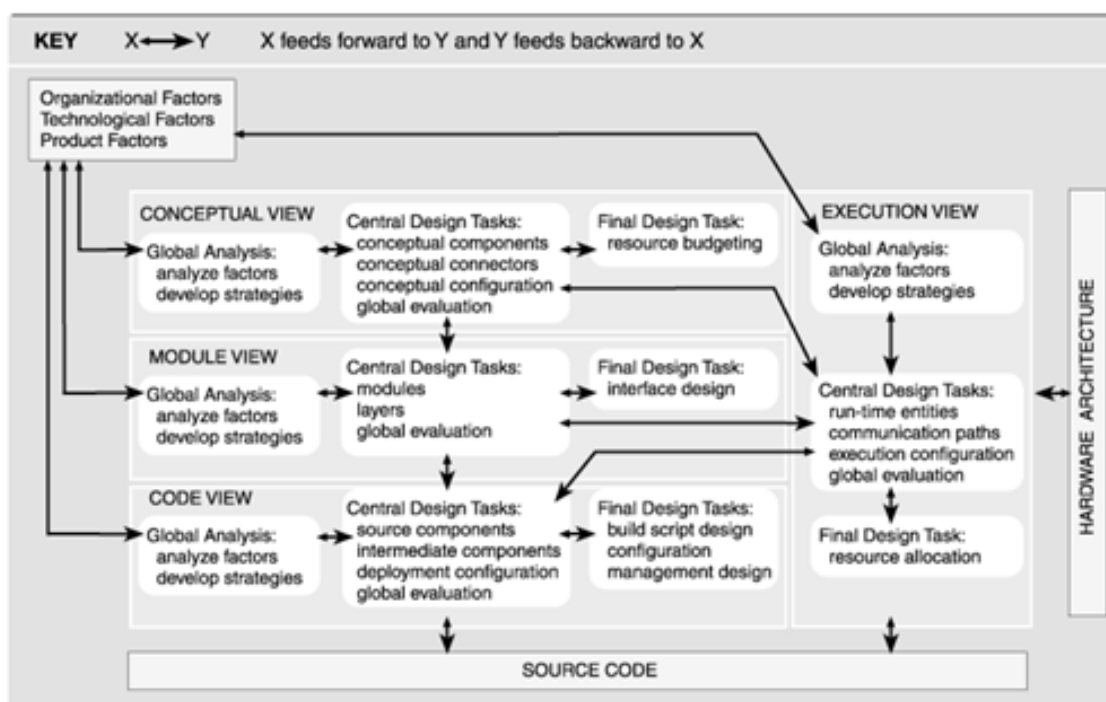 KEY X↔Y X feeds forward to Y and Y feeds backward to X
Organizational Factors
Technological Factors
Product Factors
CONCEPTUAL VIEW
Global Analysis:
analyze factors
develop strategies
Central Design Tasks:
conceptual components
conceptual connectors
conceptual configuration
global evaluation
Final Design Task:
resource budgeting
MODULE VIEW
Global Analysis:
analyze factors
develop strategies
Central Design Tasks:
modules
layers
global evaluation
Final Design Task:
interface design
CODE VIEW
Global Analysis:
analyze factors
develop strategies
Central Design Tasks:
source components
intermediate components
deployment configuration
global evaluation
Final Design Tasks:
build script design
configuration
management design
EXECUTION VIEW
Global Analysis:
analyze factors
develop strategies
Central Design Tasks:
run-time entities
communication paths
execution configuration
global evaluation
Final Design Task:
resource allocation
HARDWARE ARCHITECTURE
SOURCE CODE